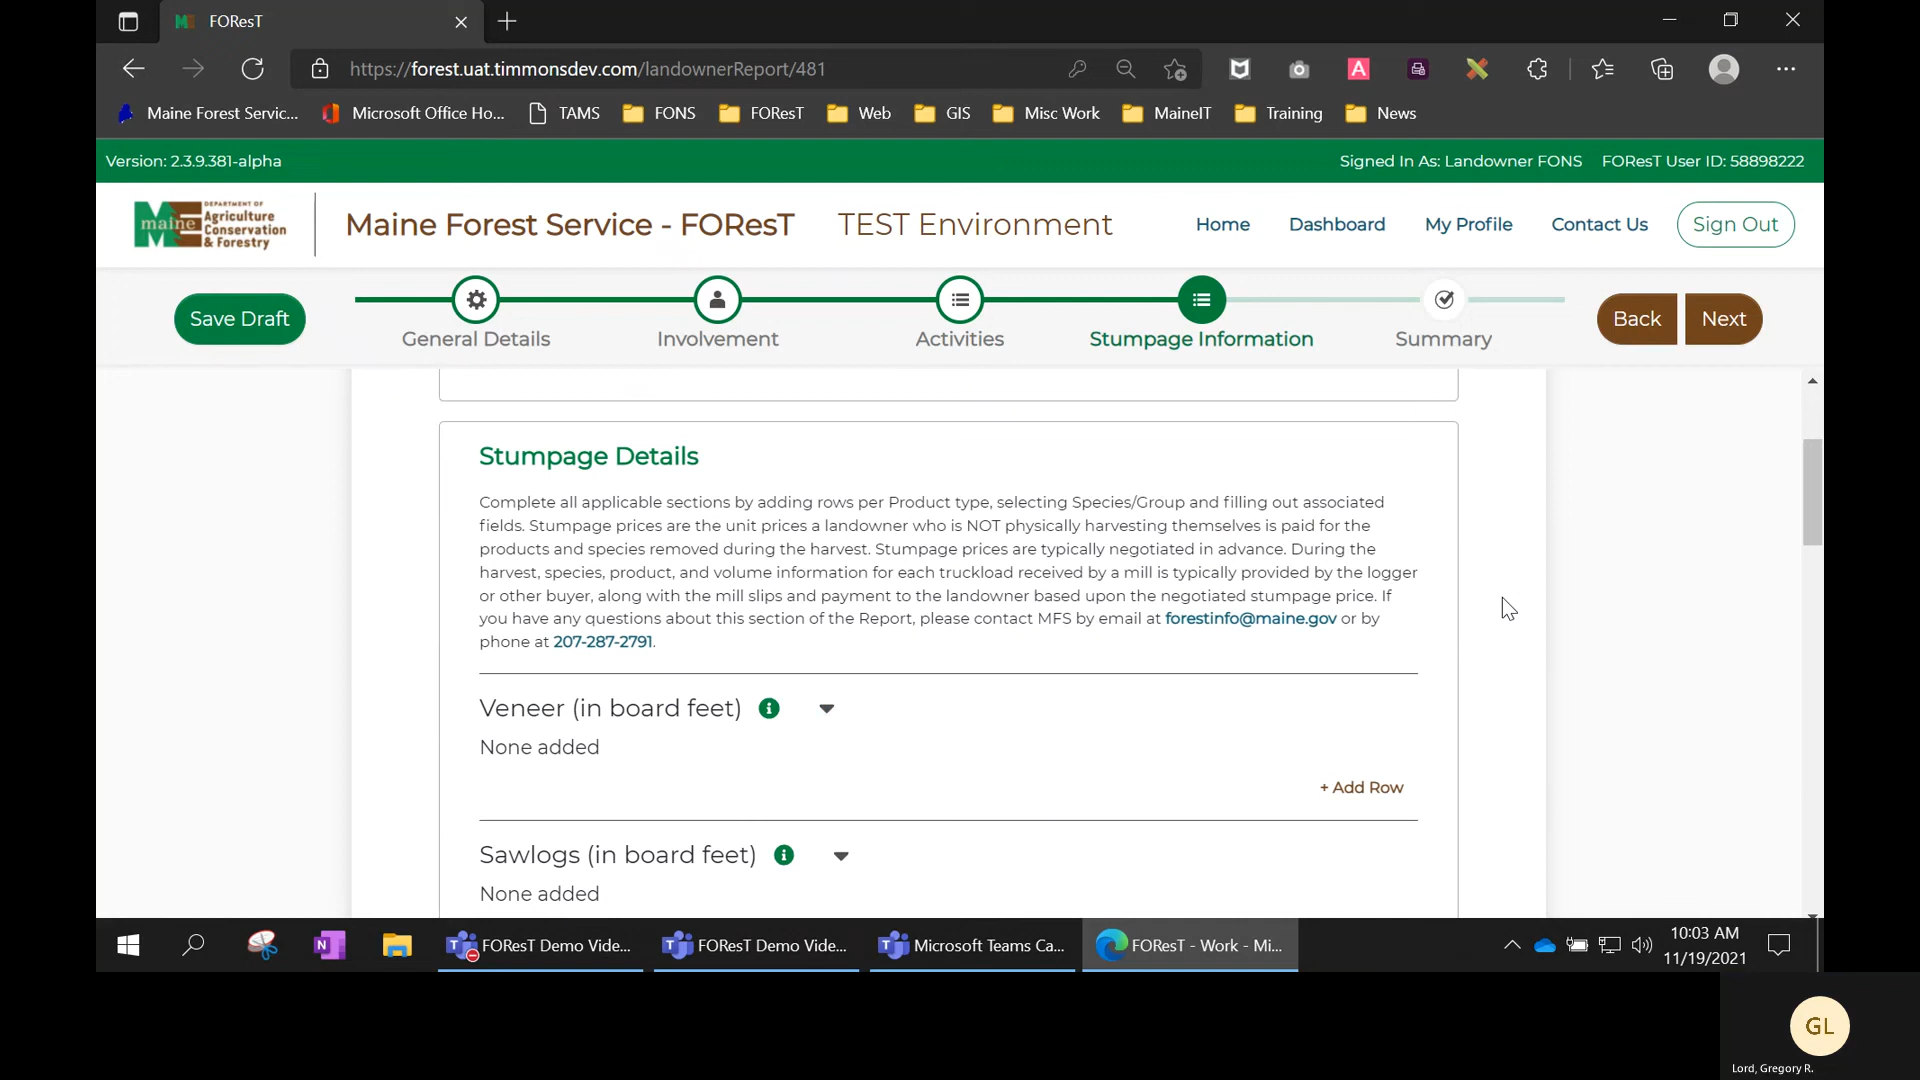 FOResT
https://forest.uat.timmonsdev.com/landownerReport/481
Maine Forest Servic... Microsoft Office Ho... TAMS FONS FOResT Web GIS Misc Work MaineIT Training News
Version: 2.3.9.381-alpha Signed In As: Landowner FONS FOResT User ID: 58898222
DEPARTMENT OF
maine Agriculture
Conservation
& Forestry
Maine Forest Service - FOResT TEST Environment Home Dashboard My Profile Contact Us Sign Out
Save Draft General Details Involvement Activities Stumpage Information Summary Back Next
Stumpage Details
Complete all applicable sections by adding rows per Product type, selecting Species/Group and filling out associated
fields. Stumpage prices are the unit prices a landowner who is NOT physically harvesting themselves is paid for the
products and species removed during the harvest. Stumpage prices are typically negotiated in advance. During the
harvest, species, product, and volume information for each truckload received by a mill is typically provided by the logger
or other buyer, along with the mill slips and payment to the landowner based upon the negotiated stumpage price. If
you have any questions about this section of the Report, please contact MFS by email at forestinfo@maine.gov or by
phone at 207-287-2791.
Veneer (in board feet)
None added
+ Add Row
Sawlogs (in board feet)
None added
FOResT Demo Vide... FOResT Demo Vide... Microsoft Teams Ca... FOResT - Work - Mi... 10:03 AM
11/19/2021
GL
Lord, Gregory R.